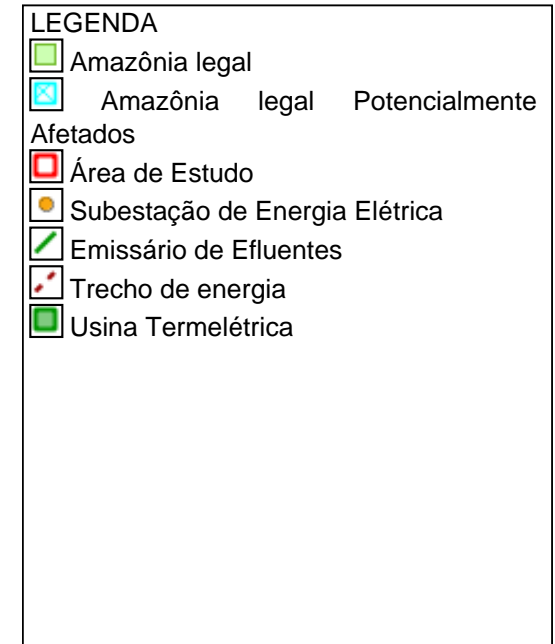 LEGENDA
Amazônia legal
Amazônia legal Potencialmente
Afetados
Área de Estudo
Subestação de Energia Elétrica
Emissário de Efluentes
Trecho de energia
Usina Termelétrica